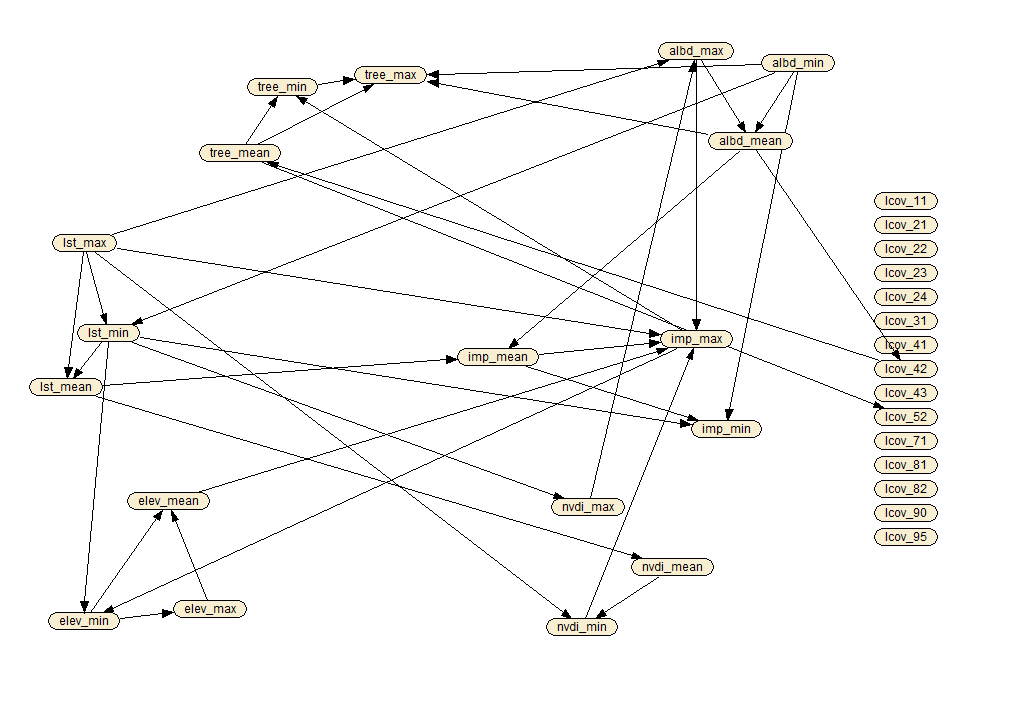 albd_max
albd_min
tree_max
tree_min
albd_mean
tree_mean
lcov_11
lcov_21
lst_max
lcov_22
lcov_23
lcov_24
lcov_31
lst_min
imp_max
lcov_41
imp_mean
lcov_42
lst_mean
lcov_43
lcov_52
imp_min
lcov_71
lcov_81
lcov_82
elev_mean
nvdi_max
lcov_90
lcov_95
nvdi_mean
elev_max
elev_min
nvdi_min